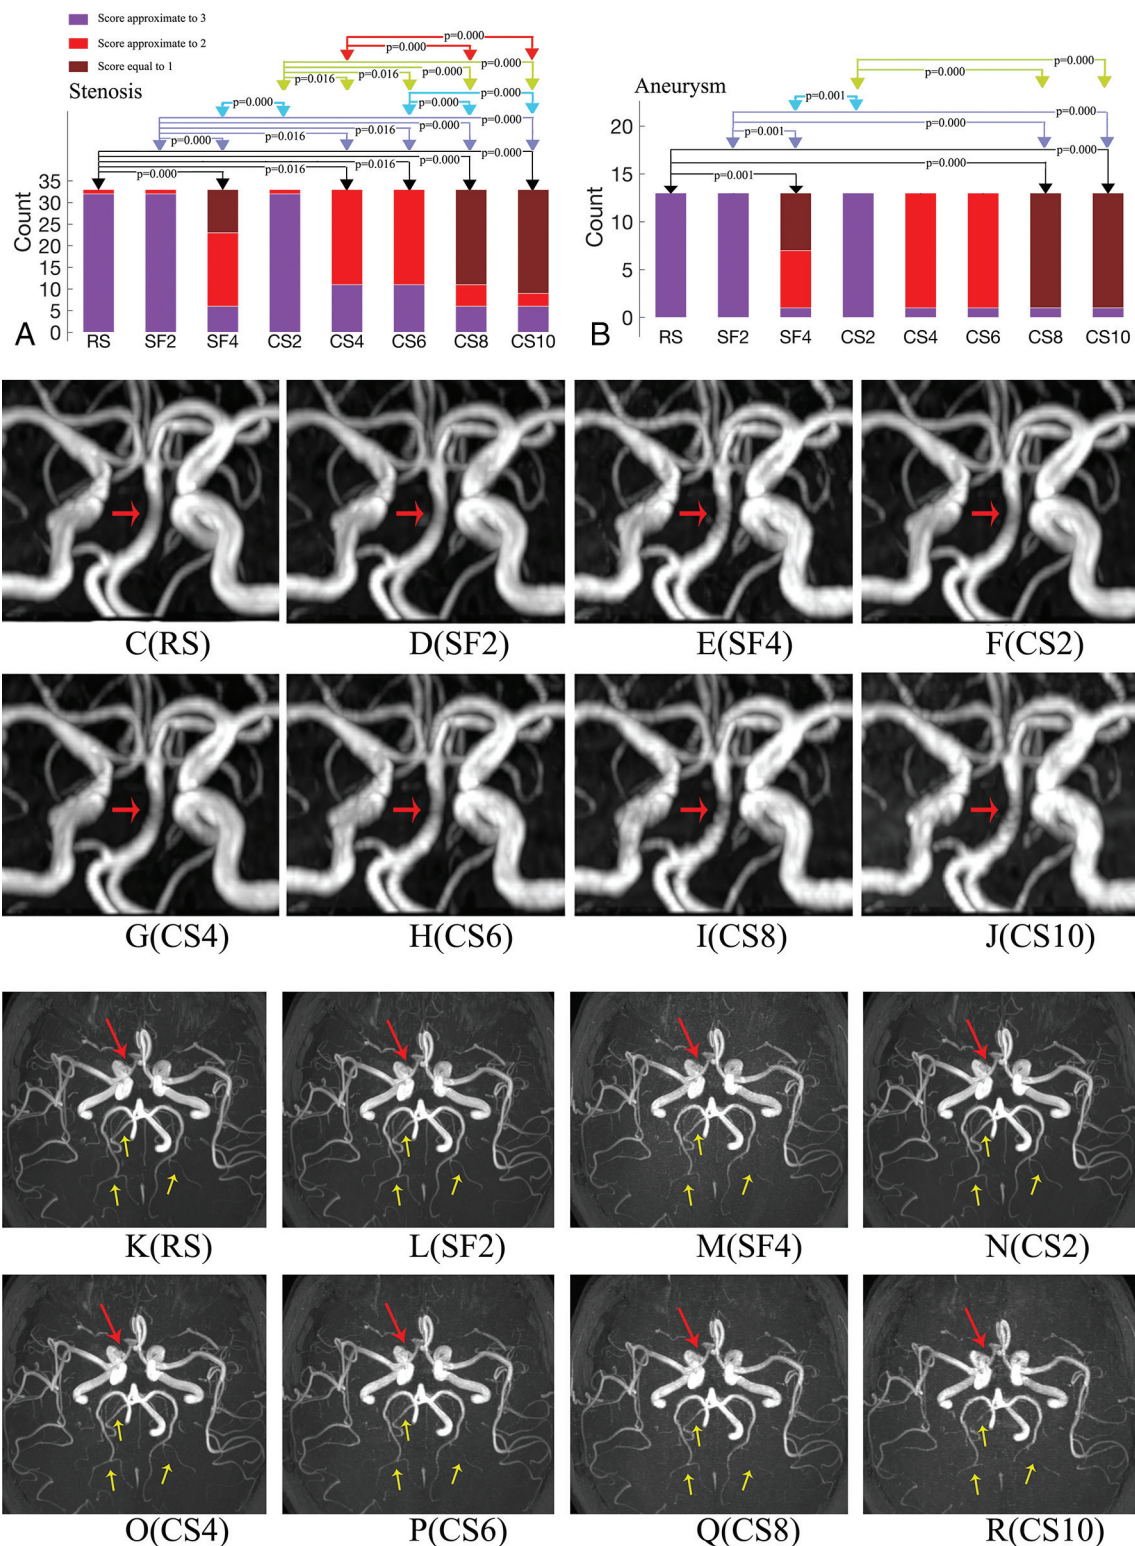 Score approximate to 3
Score approximate to 2
Score equal to 1
Stenosis
p=0.000
p=0.000
p=0.000
p=0.016
p=0.016
p=0.000
p=0.000
p=0.000
p=0.000
p=0.000
p=0.000
p=0.016
p=0.016
p=0.000
p=0.000
p=0.000
p=0.016
p=0.016
p=0.000
p=0.000
Count
35
30
25
20
15
10
5
0
A
RS SF2 SF4 CS2 CS4 CS6 CS8 CS10
Aneurysm
p=0.000
p=0.000
p=0.001
p=0.001
p=0.000
p=0.000
p=0.001
p=0.000
p=0.000
Count
20
15
10
5
0
B
RS SF2 SF4 CS2 CS4 CS6 CS8 CS10
C(RS) D(SF2) E(SF4) F(CS2)
G(CS4) H(CS6) I(CS8) J(CS10)
K(RS) L(SF2) M(SF4) N(CS2)
O(CS4) P(CS6) Q(CS8) R(CS10)